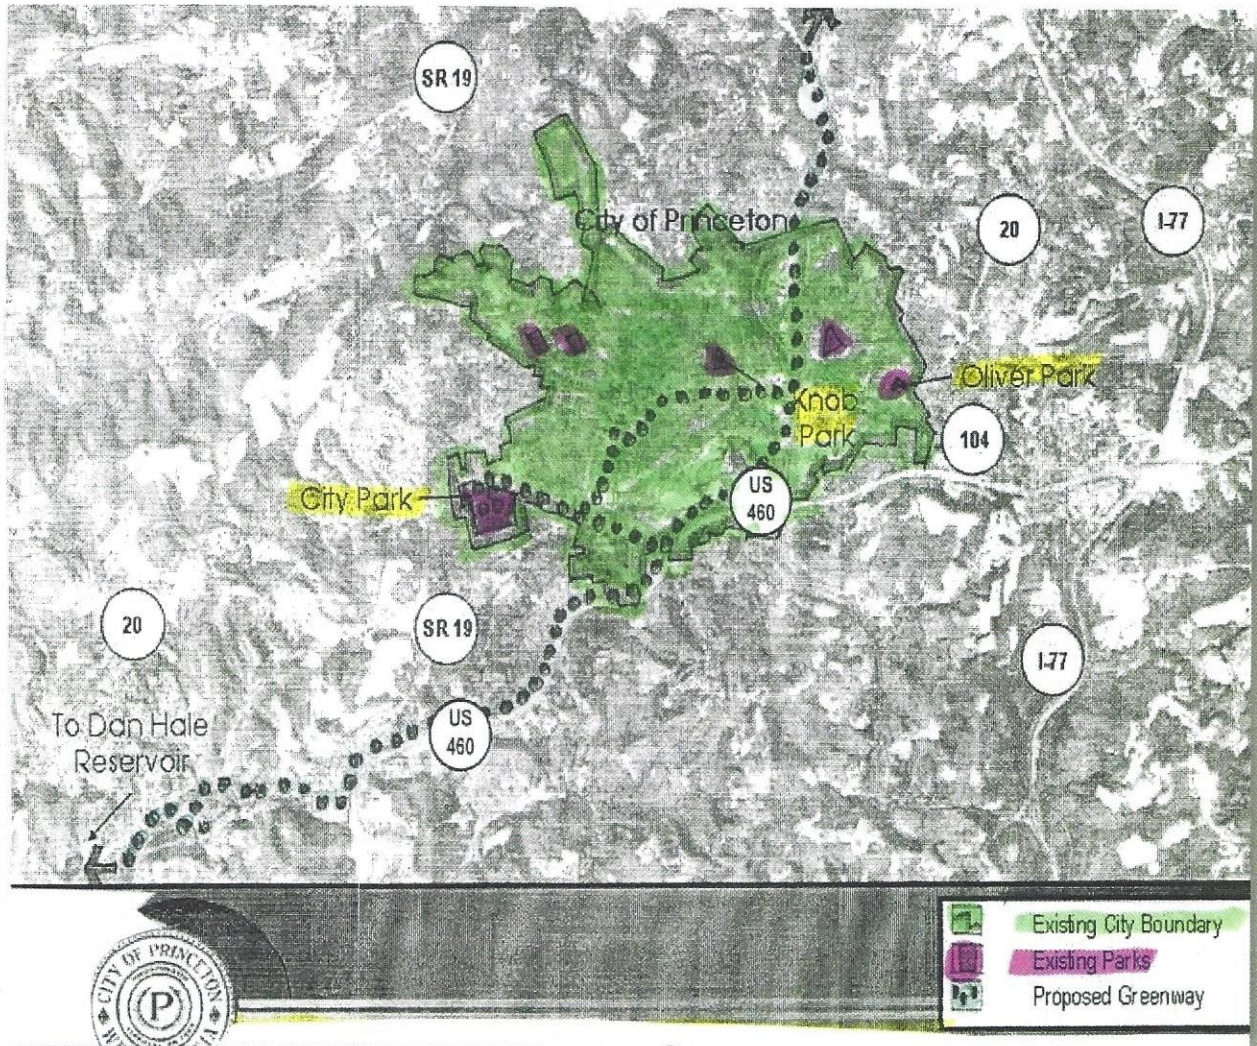 SR 19
City of Princeton
20
I-77
Oliver Park
Knob
Park
104
City Park
US
460
20
SR 19
I-77
US
460
To Dan Hale
Reservoir
Existing City Boundary
Existing Parks
Proposed Greenway
CITY OF PRINCETON
P